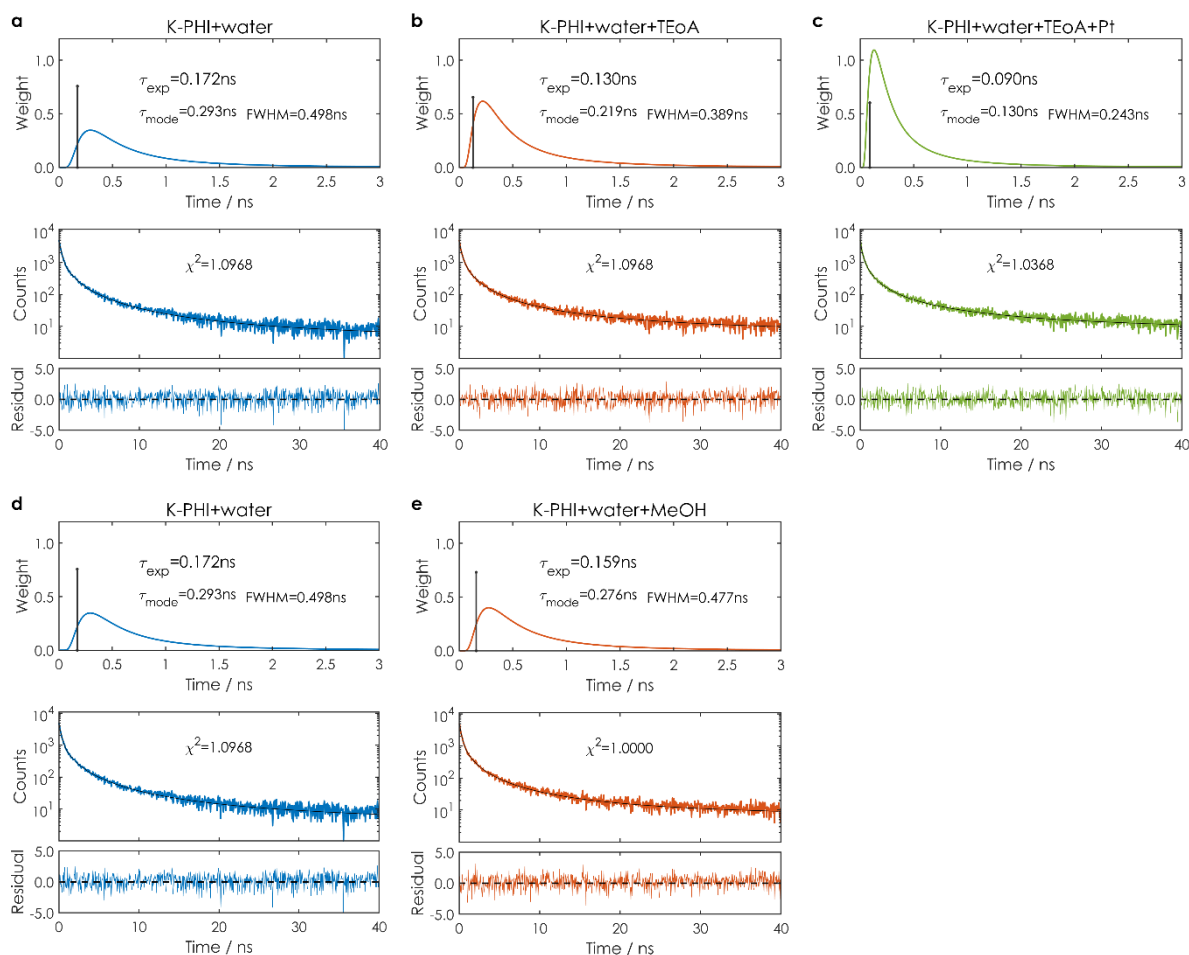 a
K-PHI+water
Weight
1.0
0.5
0.0
τexp=0.172ns
τmode=0.293ns FWHM=0.498ns
0 0.5 1 1.5 2 2.5 3
Time / ns
Counts
10^4
10^3
10^2
10^1
χ^2=1.0968
Residual
5.0
0.0
-5.0
0 10 20 30 40
Time / ns
b
K-PHI+water+TEoA
Weight
1.0
0.5
0.0
τexp=0.130ns
τmode=0.219ns FWHM=0.389ns
0 0.5 1 1.5 2 2.5 3
Time / ns
Counts
10^4
10^3
10^2
10^1
χ^2=1.0968
Residual
5.0
0.0
-5.0
0 10 20 30 40
Time / ns
c
K-PHI+water+TEoA+Pt
Weight
1.0
0.5
0.0
τexp=0.090ns
τmode=0.130ns FWHM=0.243ns
0 0.5 1 1.5 2 2.5 3
Time / ns
Counts
10^4
10^3
10^2
10^1
χ^2=1.0368
Residual
5.0
0.0
-5.0
0 10 20 30 40
Time / ns
d
K-PHI+water
Weight
1.0
0.5
0.0
τexp=0.172ns
τmode=0.293ns FWHM=0.498ns
0 0.5 1 1.5 2 2.5 3
Time / ns
Counts
10^4
10^3
10^2
10^1
χ^2=1.0968
Residual
5.0
0.0
-5.0
0 10 20 30 40
Time / ns
e
K-PHI+water+MeOH
Weight
1.0
0.5
0.0
τexp=0.159ns
τmode=0.276ns FWHM=0.477ns
0 0.5 1 1.5 2 2.5 3
Time / ns
Counts
10^4
10^3
10^2
10^1
χ^2=1.0000
Residual
5.0
0.0
-5.0
0 10 20 30 40
Time / ns